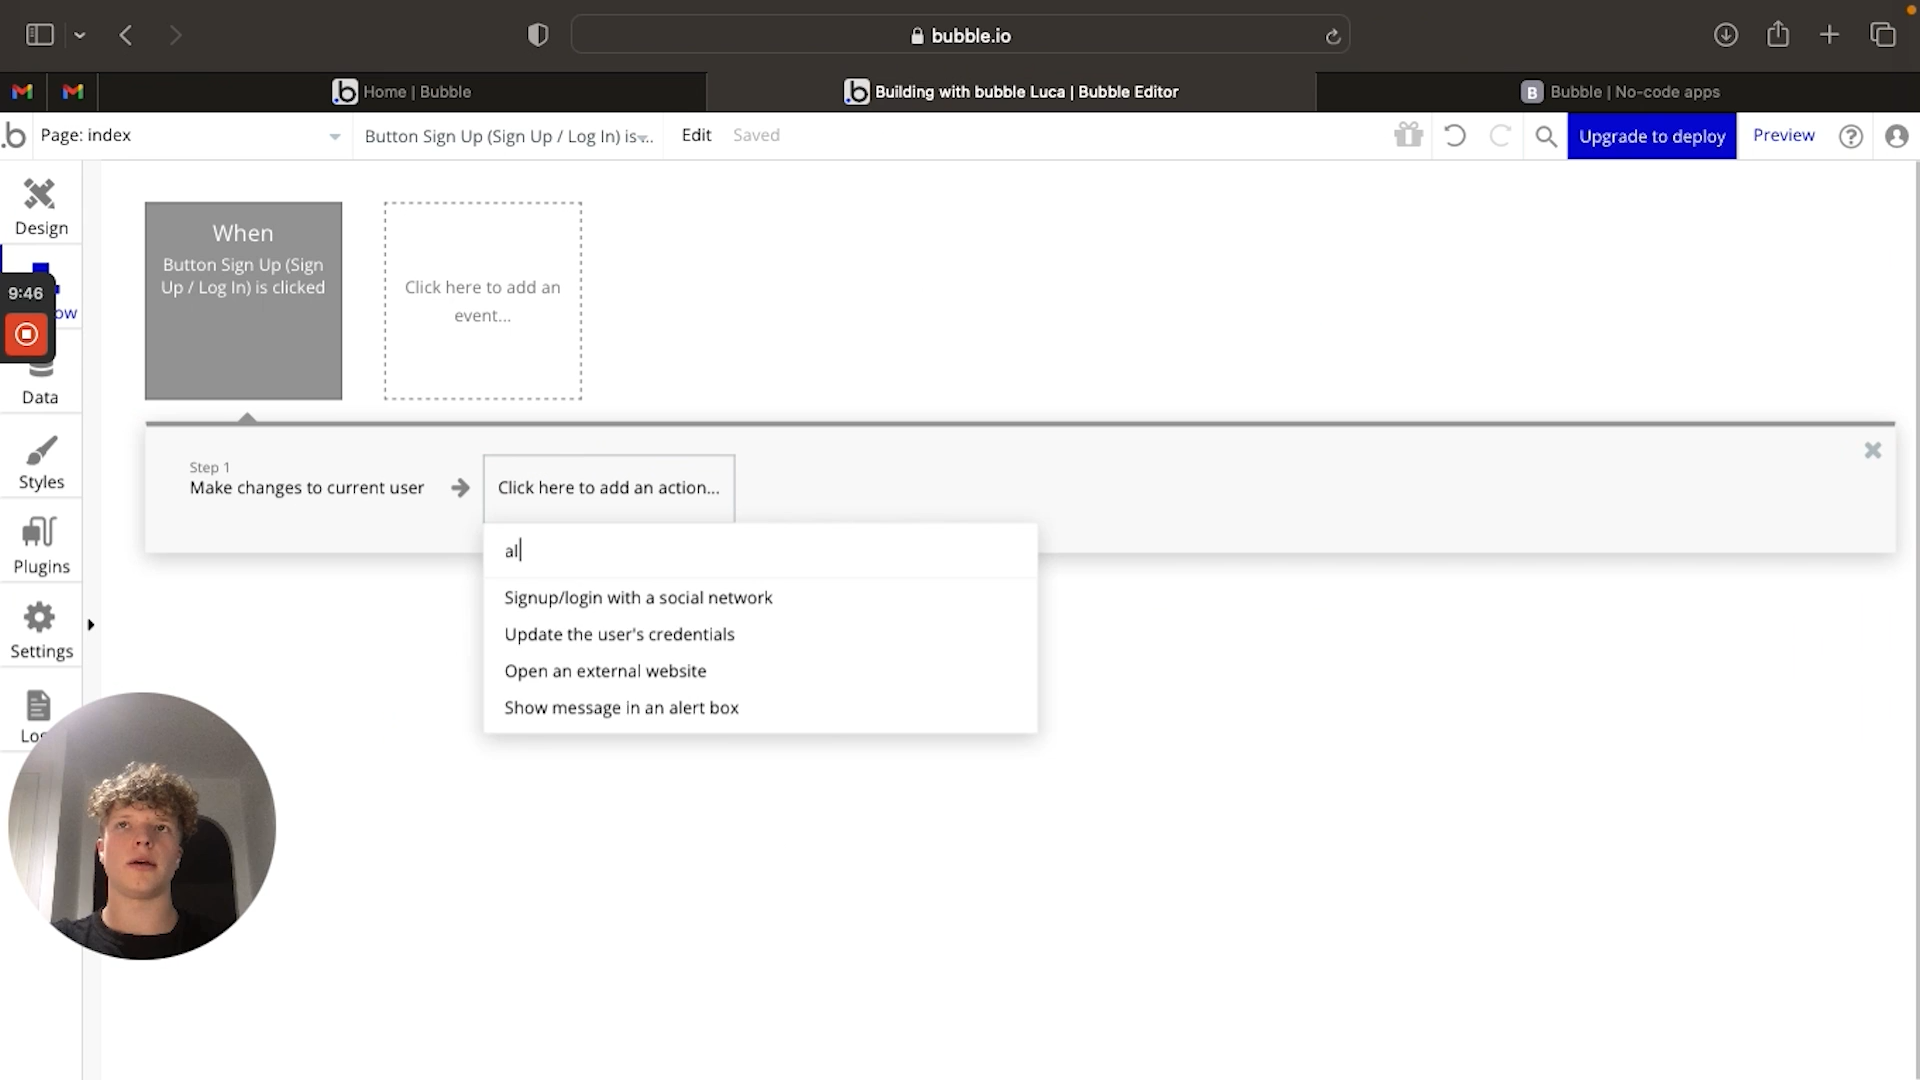 bubble.io
Home | Bubble
Building with bubble Luca | Bubble Editor
B Bubble | No-code apps
Page: index
Button Sign Up (Sign Up / Log In) is...
Edit
Saved
Upgrade to deploy
Preview
Design
When
Button Sign Up (Sign
Up / Log In) is clicked
Click here to add an
event...
9:46
ow
Data
Styles
Plugins
Settings
Step 1
Make changes to current user
Click here to add an action...
al
Signup/login with a social network
Update the user's credentials
Open an external website
Show message in an alert box